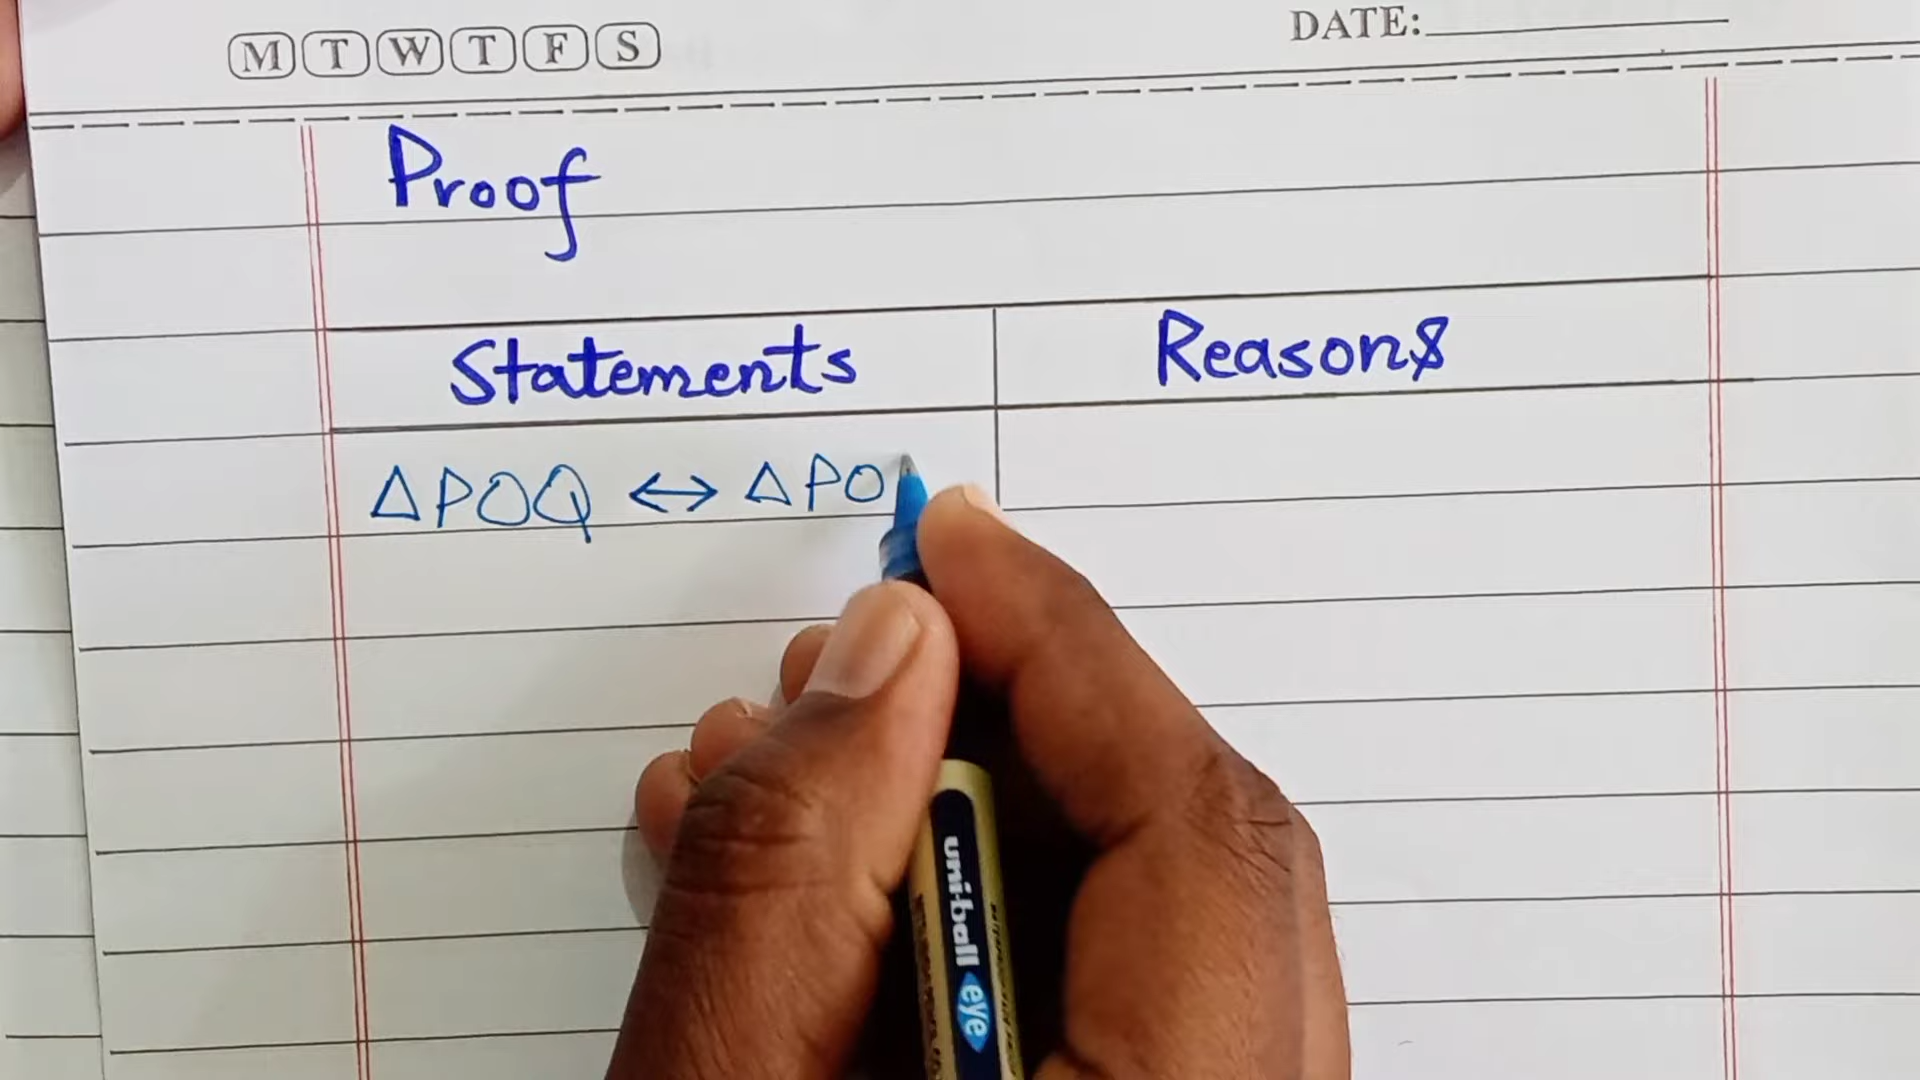 M T W T F S DATE:
Proof
Statements Reasons
ΔPOQ ↔ ΔPO
uni-ball eye